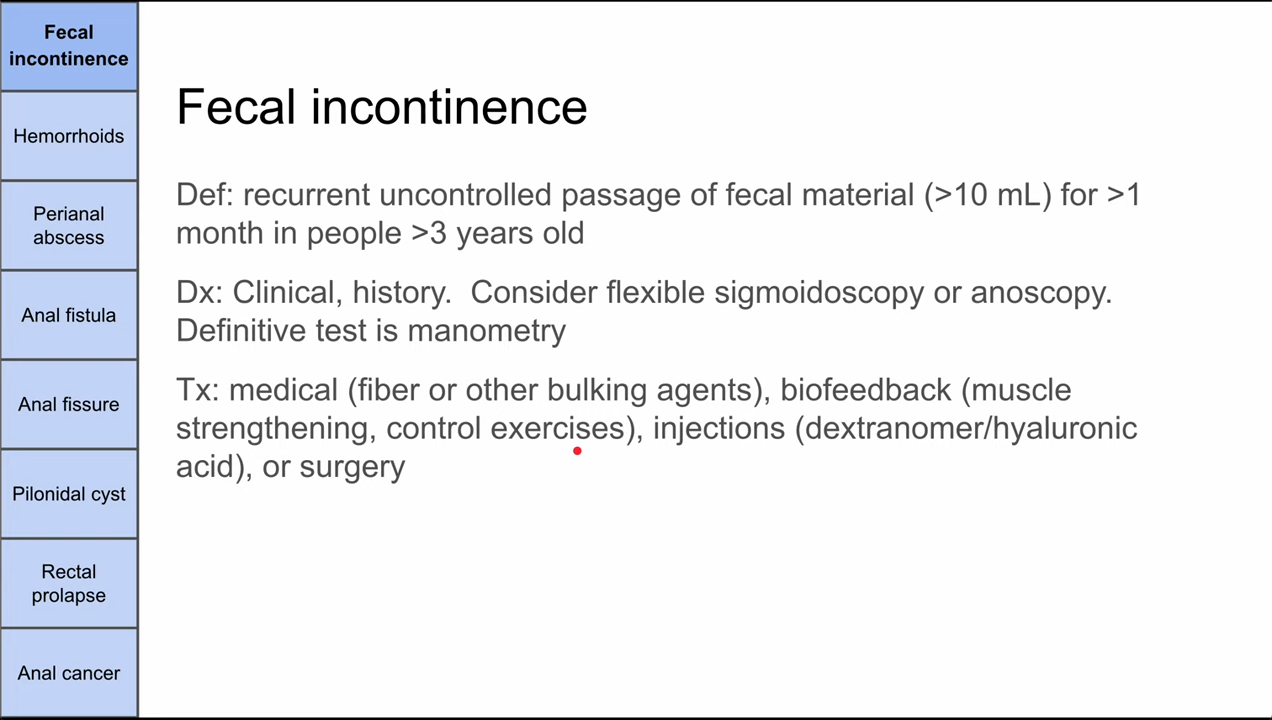 Fecal
incontinence
Hemorrhoids
Perianal
abscess
Anal fistula
Anal fissure
Pilonidal cyst
Rectal
prolapse
Anal cancer
Fecal incontinence
Def: recurrent uncontrolled passage of fecal material (>10 mL) for >1
month in people >3 years old
Dx: Clinical, history.  Consider flexible sigmoidoscopy or anoscopy.
Definitive test is manometry
Tx: medical (fiber or other bulking agents), biofeedback (muscle
strengthening, control exercises), injections (dextranomer/hyaluronic
acid), or surgery